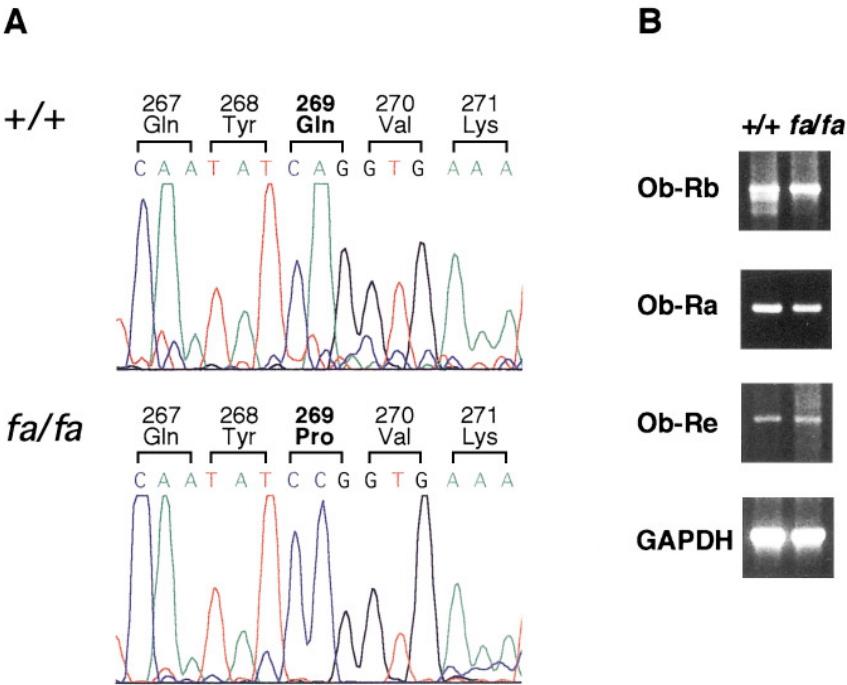 A
+/+
267 268 269 270 271
Gln Tyr Gln Val Lys
C A A T A T C A G G T G A A A
fa/fa
267 268 269 270 271
Gln Tyr Pro Val Lys
C A A T A T C C G G T G A A A
B
+/+ fa/fa
Ob-Rb
Ob-Ra
Ob-Re
GAPDH